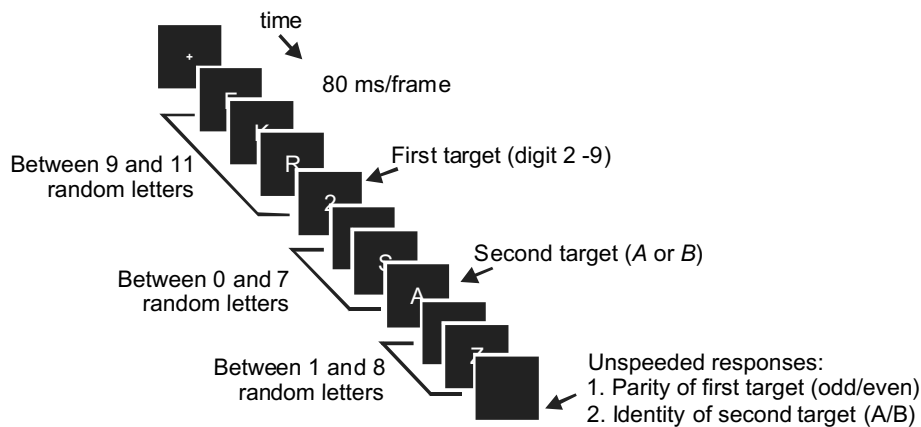 time
+
80 ms/frame
K
R
First target (digit 2 -9)
Between 9 and 11
random letters
2
S
Second target (A or B)
A
Between 0 and 7
random letters
Z
Between 1 and 8
random letters
Unspeeded responses:
1. Parity of first target (odd/even)
2. Identity of second target (A/B)